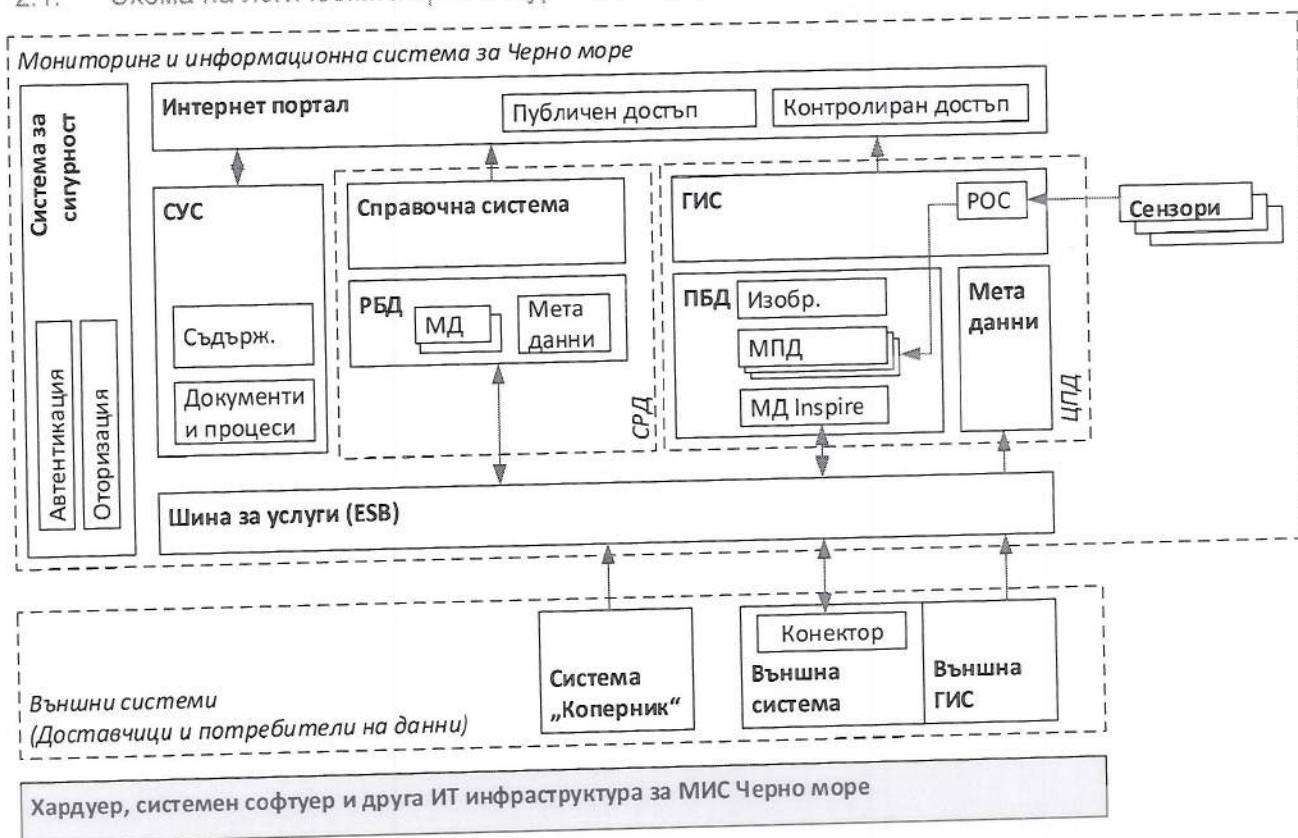 2.1.
Мониторинг и информационна система за Черно море
Система за
сигурност
Автентикация
Оторизация
Интернет портал
Публичен достъп
Контролиран достъп
СУС
Съдърж.
Документи
и процеси
Справочна система
РБД
МД
Мета
данни
СРД
ГИС
РОС
Сензори
ПБД
Изобр.
МПД
МД Inspire
Мета
данни
ЦПД
Шина за услуги (ESB)
Външни системи
(Доставчици и потребители на данни)
Система
„Коперник“
Конектор
Външна
система
Външна
ГИС
Хардуер, системен софтуер и друга ИТ инфраструктура за МИС Черно море